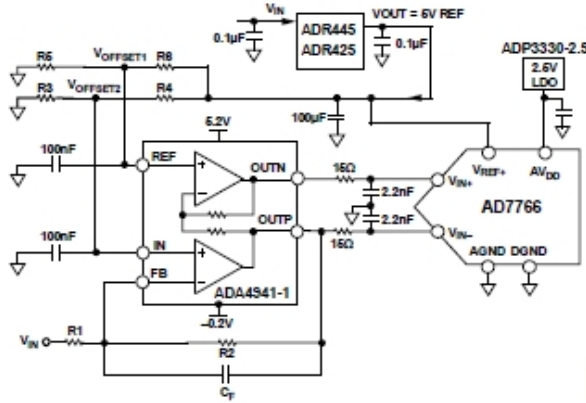 VIN
ADR445
ADR425
VOUT = 5V REF
0.1µF
0.1µF
ADP3330-2.5
2.5V
LDO
R5
VOFFSET1
R6
R3
VOFFSET2
R4
100µF
5.2V
100nF
REF
OUTN
15Ω
2.2nF
VIN+
VREF+
AVDD
AD7766
OUTP
2.2nF
100nF
IN
15Ω
VIN–
FB
AGND
DGND
ADA4941-1
–0.2V
VIN
R1
R2
CF